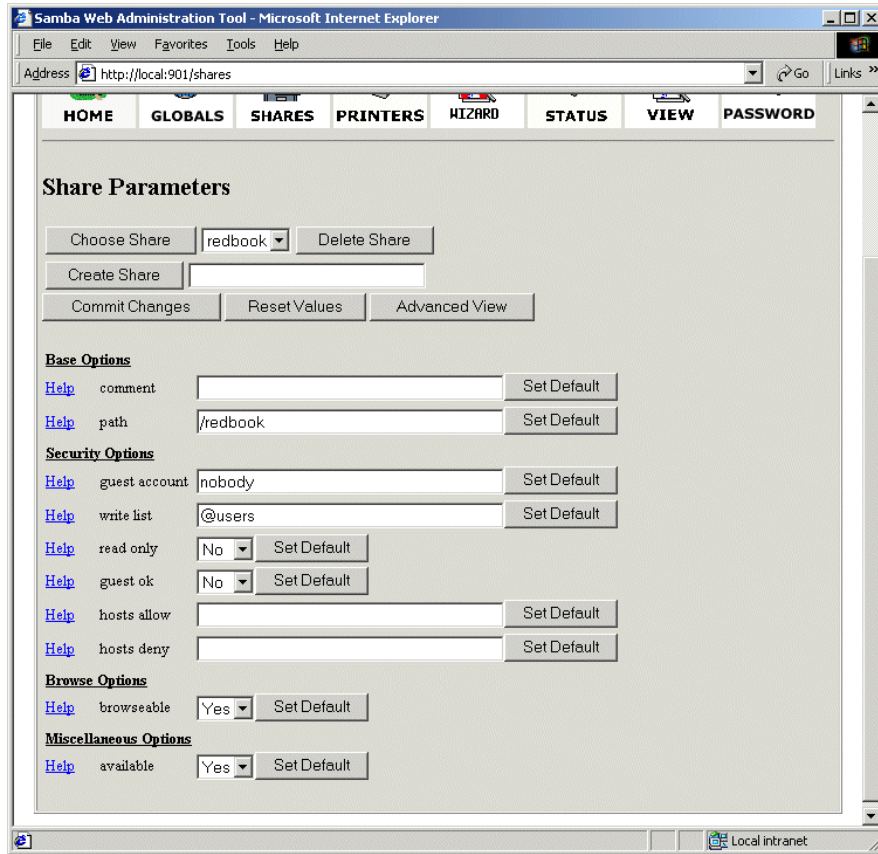 Samba Web Administration Tool - Microsoft Internet Explorer
File Edit View Favorites Tools Help
Address http://local:901/shares Go Links »
HOME GLOBALS SHARES PRINTERS WIZARD STATUS VIEW PASSWORD
Share Parameters
Choose Share redbook Delete Share
Create Share
Commit Changes Reset Values Advanced View
Base Options
Help comment Set Default
Help path /redbook Set Default
Security Options
Help guest account nobody Set Default
Help write list @users Set Default
Help read only No Set Default
Help guest ok No Set Default
Help hosts allow Set Default
Help hosts deny Set Default
Browse Options
Help browseable Yes Set Default
Miscellaneous Options
Help available Yes Set Default
Local intranet